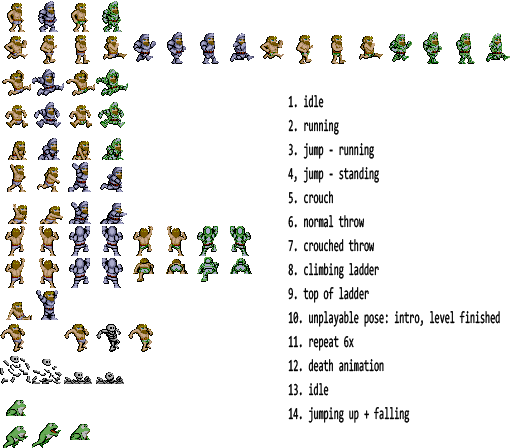 1. idle
2. running
3. jump - running
4, jump - standing
5. crouch
6. normal throw
7. crouched throw
8. climbing ladder
9. top of ladder
10. unplayable pose: intro, level finished
11. repeat 6x
12. death animation
13. idle
14. jumping up + falling